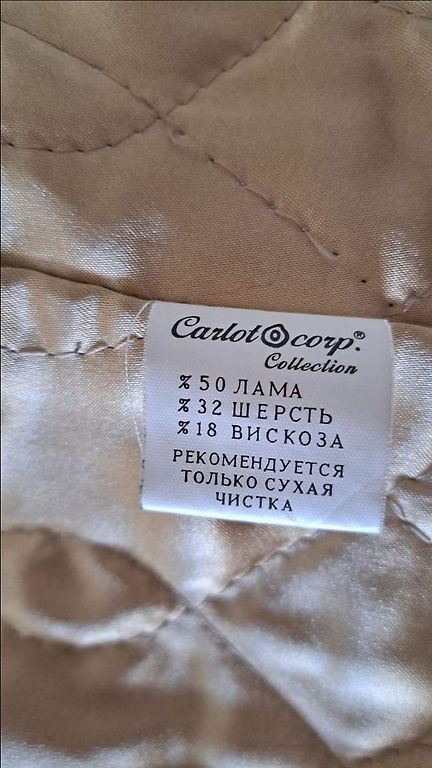 Carlot corp.®
Collection
% 50 ЛАМА
% 32 ШЕРСТЬ
% 18 ВИСКОЗА
РЕКОМЕНДУЕТСЯ
ТОЛЬКО СУХАЯ
ЧИСТКА